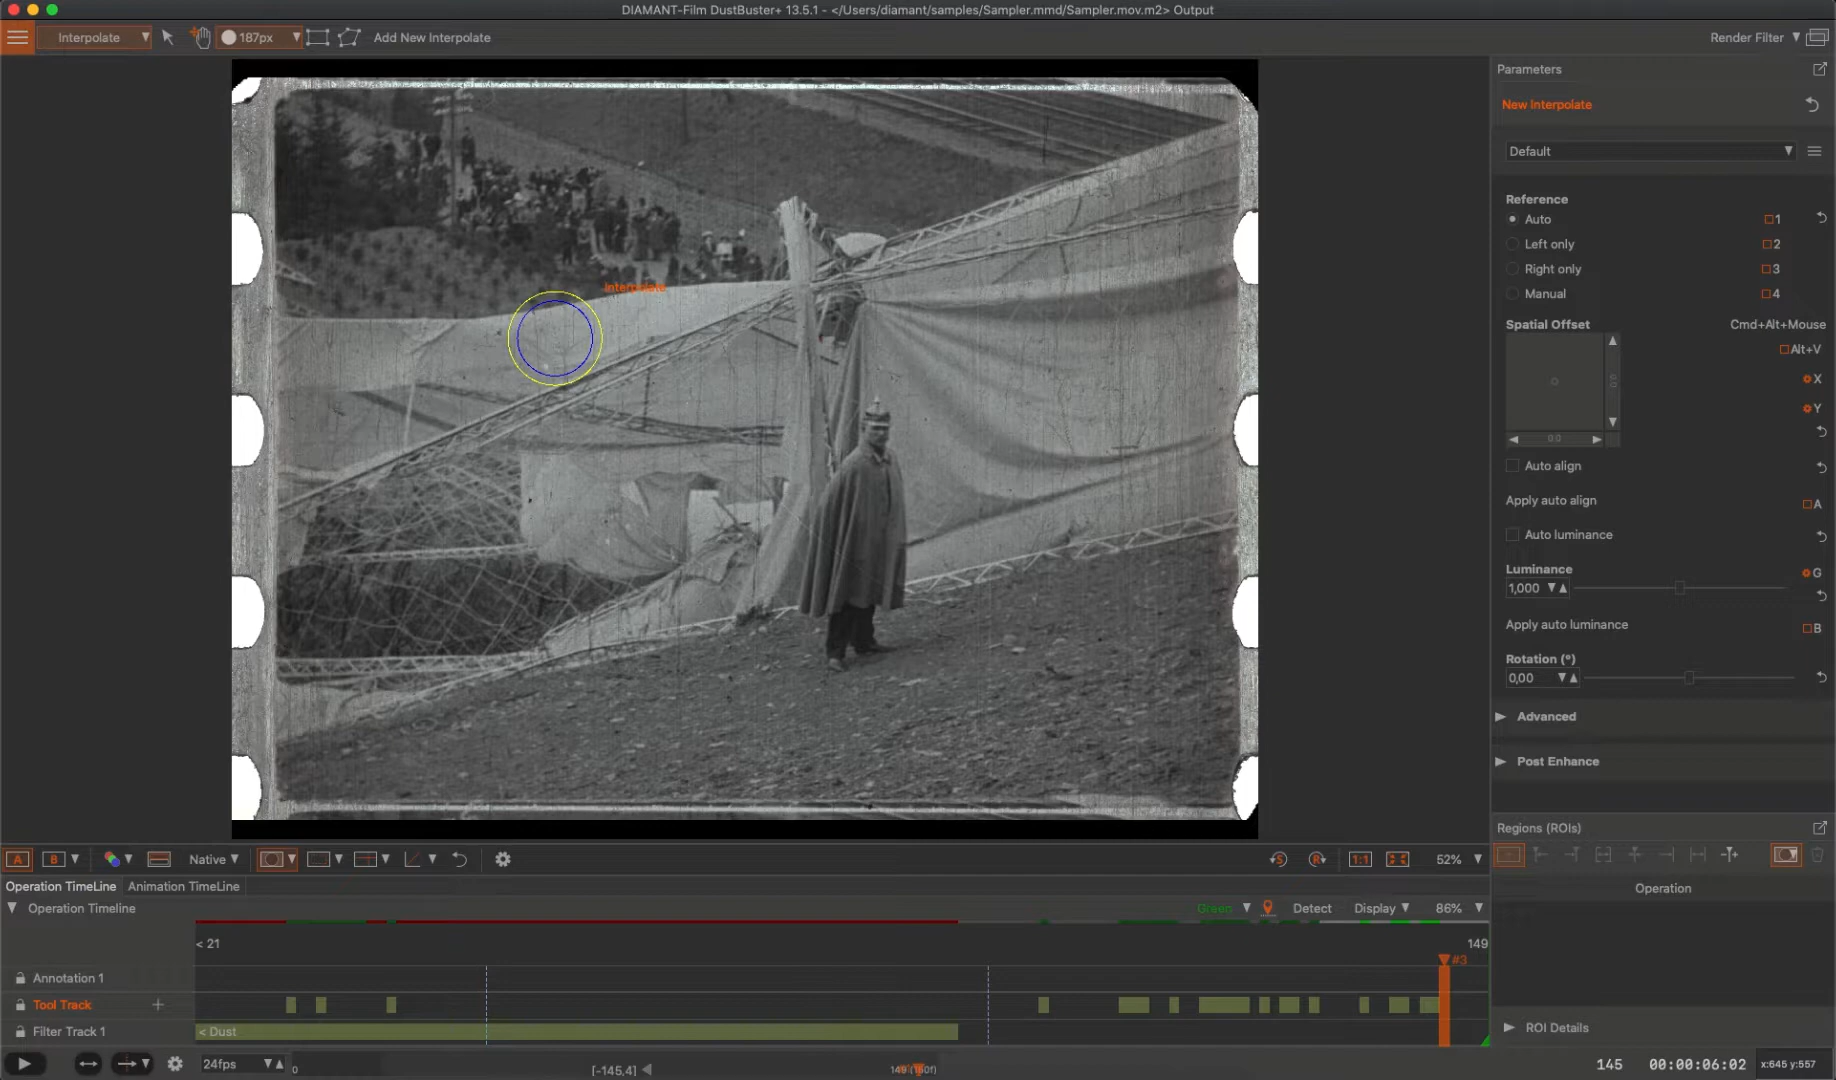 DIAMANT-Film DustBuster+ 13.5.1 - </Users/diamant/samples/Sampler.mmd/Sampler.mov.m2> Output
Interpolate
187px
Add New Interpolate
Render Filter
Parameters
New Interpolate
Default
Reference
Auto 1
Left only 2
Right only 3
Manual 4
Spatial Offset Cmd+Alt+Mouse
Alt+V
X
Y
Auto align
Apply auto align A
Auto luminance
Luminance G
1,000
Apply auto luminance B
Rotation (°)
0,00
Advanced
Post Enhance
Interpolate
A B Native S R 1:1 52%
Regions (ROIs)
Operation
ROI Details
Operation TimeLine Animation TimeLine
Operation Timeline Green Detect Display 86%
< 21 149
#3
Annotation 1
Tool Track
Filter Track 1 < Dust
24fps 0 [-145,4] 145 00:00:06:02 x:645 y:557